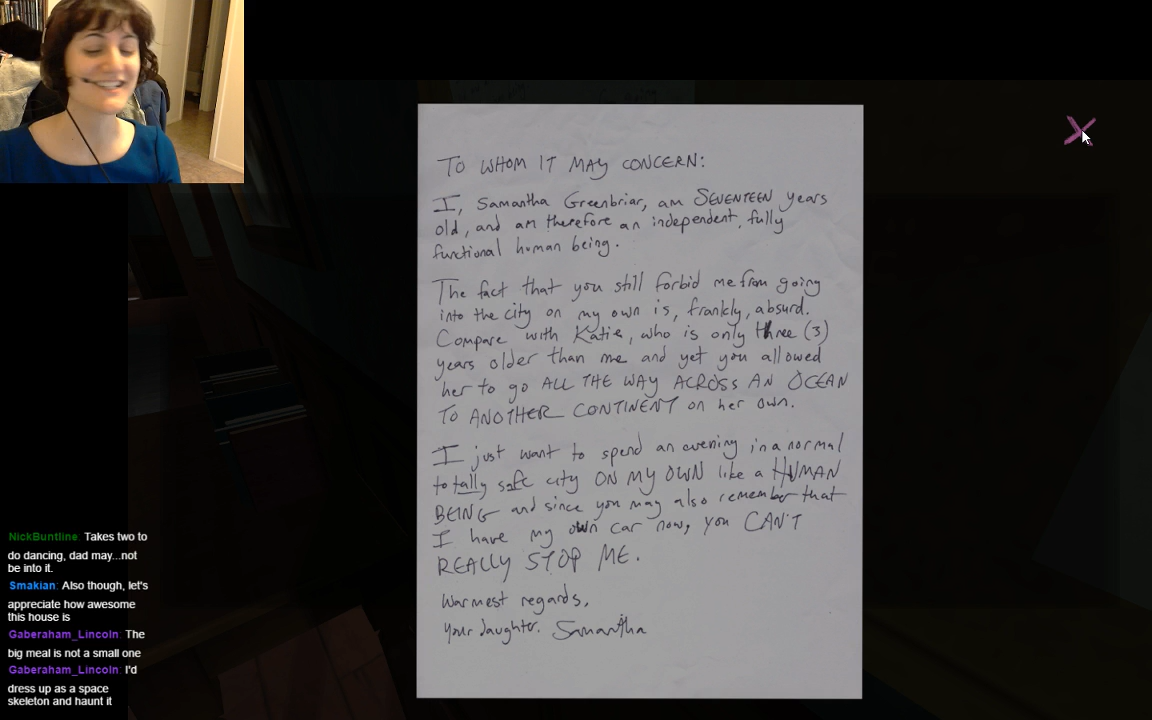 TO WHOM IT MAY CONCERN:
I, Samantha Greenbriar, am SEVENTEEN years
old, and am therefore an independent, fully
functional human being.
The fact that you still forbid me from going
into the city on my own is, frankly, absurd.
Compare with Katie, who is only three (3)
years older than me and yet you allowed
her to go ALL THE WAY ACROSS AN OCEAN
TO ANOTHER CONTINENT on her own.
I just want to spend an evening in a normal
totally safe city ON MY OWN like a HUMAN
BEING and since you may also remember that
I have my own car now, you CAN'T
REALLY STOP ME.
Warmest regards,
your daughter. Samantha
NickBuntline: Takes two to
do dancing, dad may...not
be into it.
Smakian: Also though, let's
appreciate how awesome
this house is
Gaberaham_Lincoln: The
big meal is not a small one
Gaberaham_Lincoln: I'd
dress up as a space
skeleton and haunt it